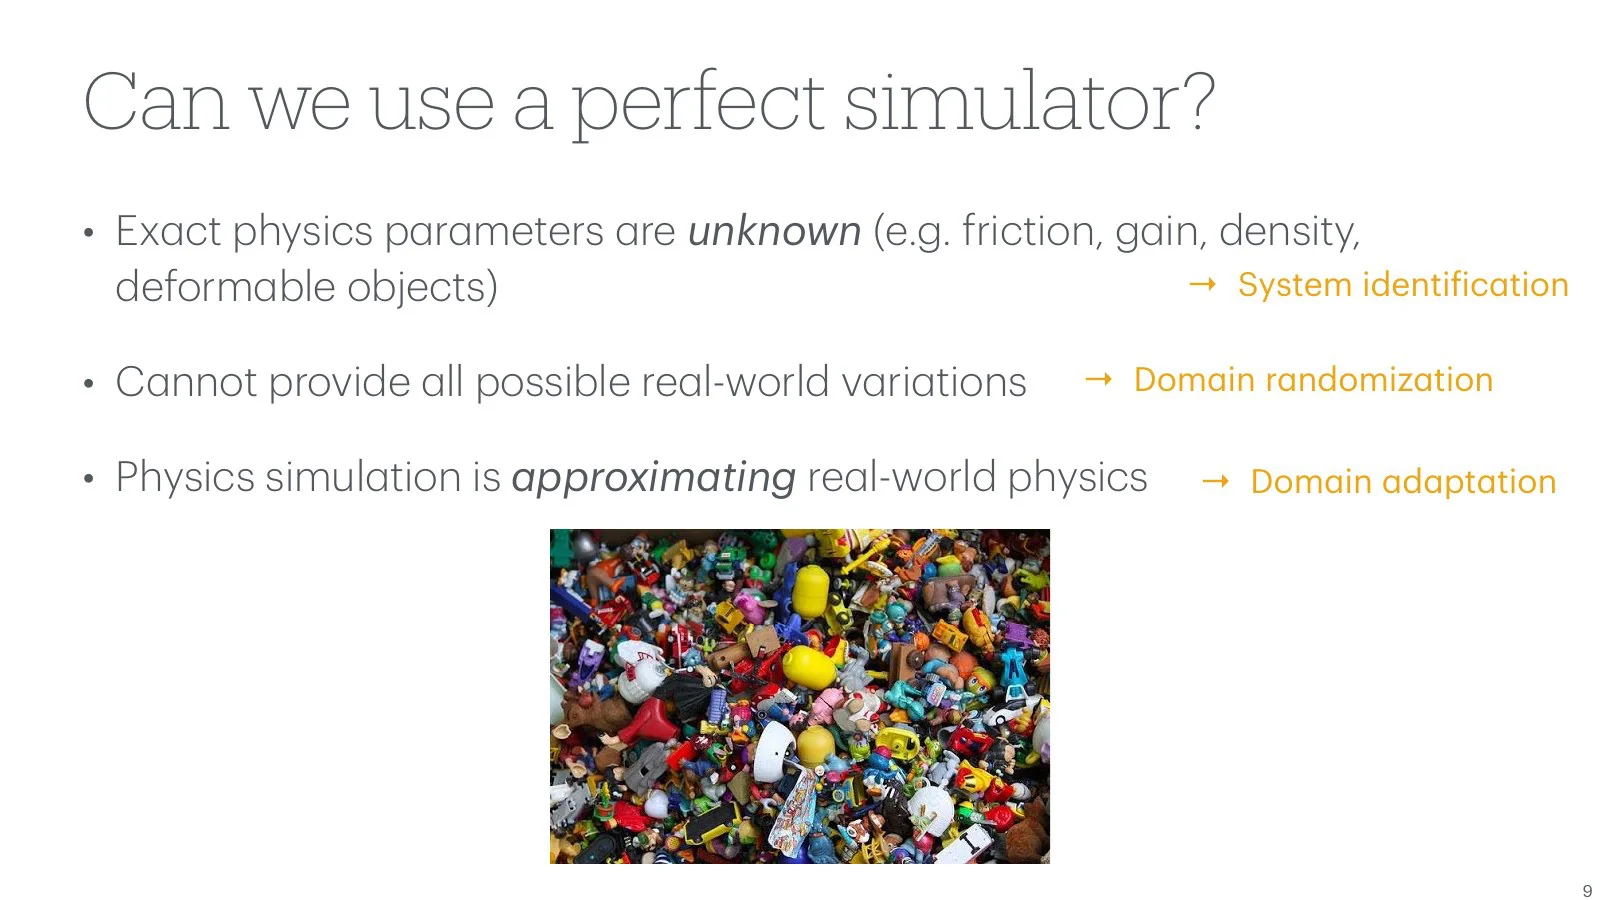 Can we use a perfect simulator?
• Exact physics parameters are unknown (e.g. friction, gain, density,
deformable objects)
→ System identification
• Cannot provide all possible real-world variations → Domain randomization
• Physics simulation is approximating real-world physics → Domain adaptation
9